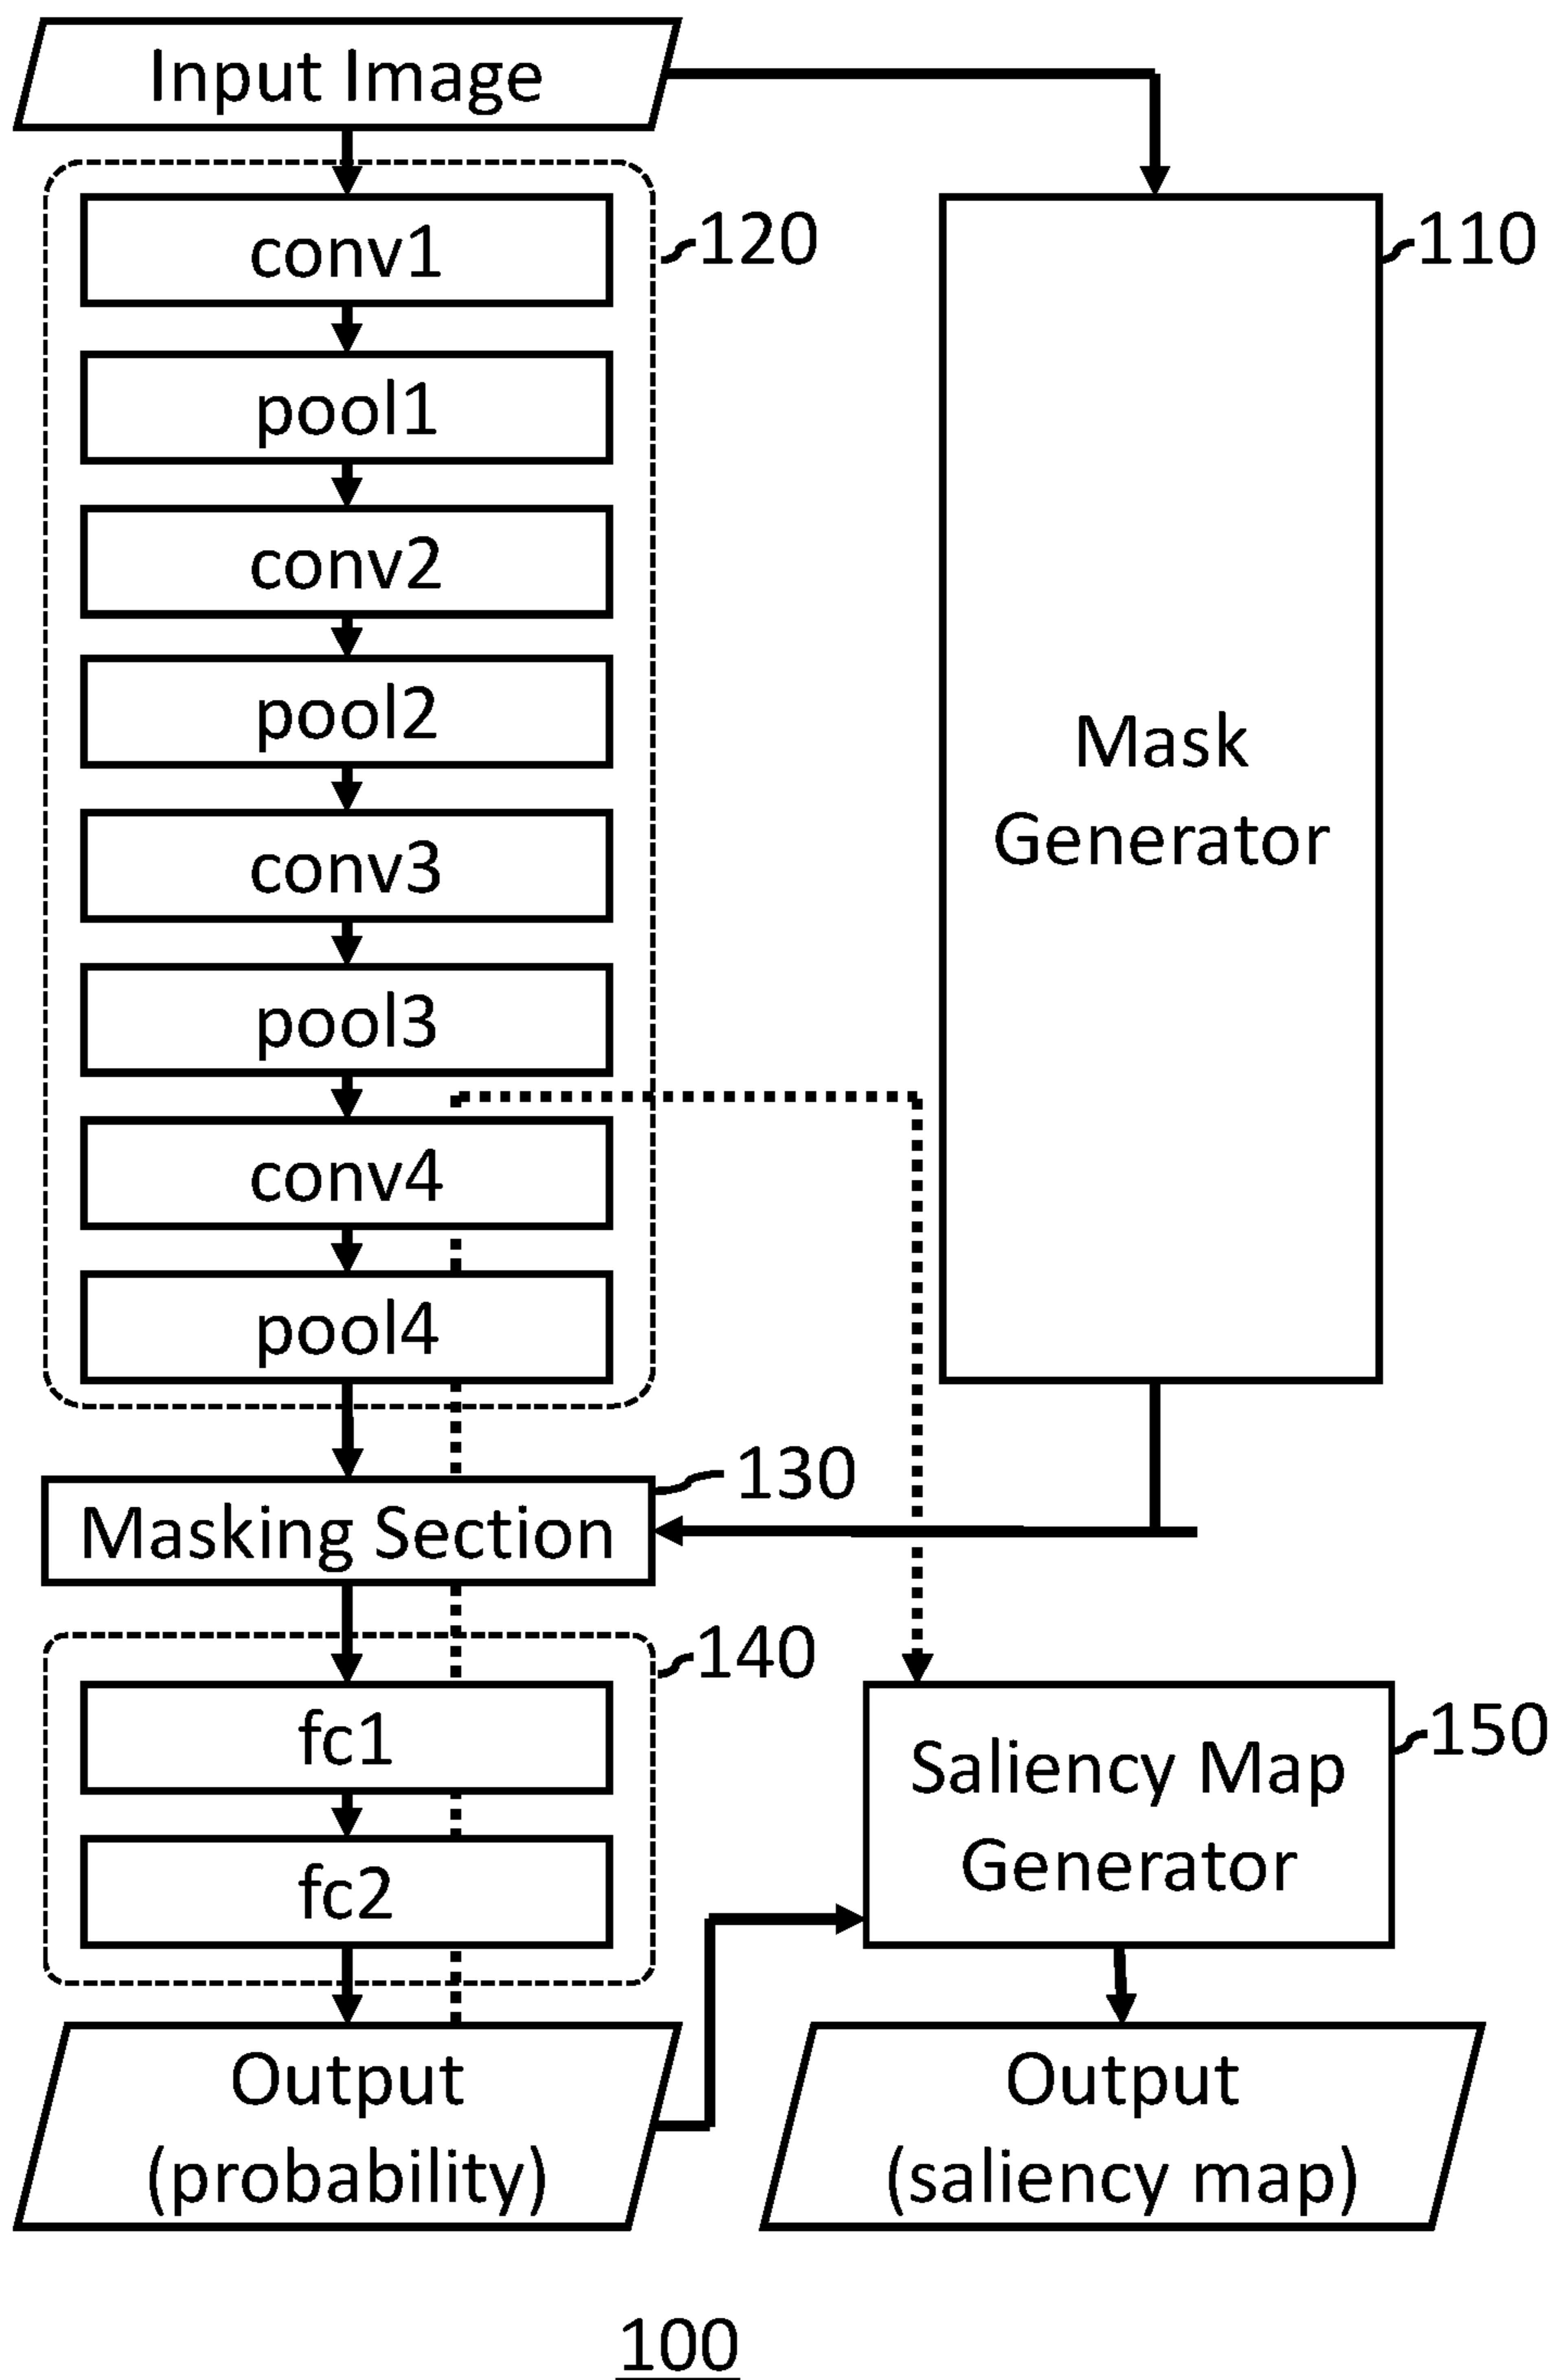 Input Image
conv1
120
110
pool1
conv2
pool2
Mask
Generator
conv3
pool3
conv4
pool4
130
Masking Section
140
fc1
150
Saliency Map
Generator
fc2
Output
(probability)
Output
(saliency map)
100